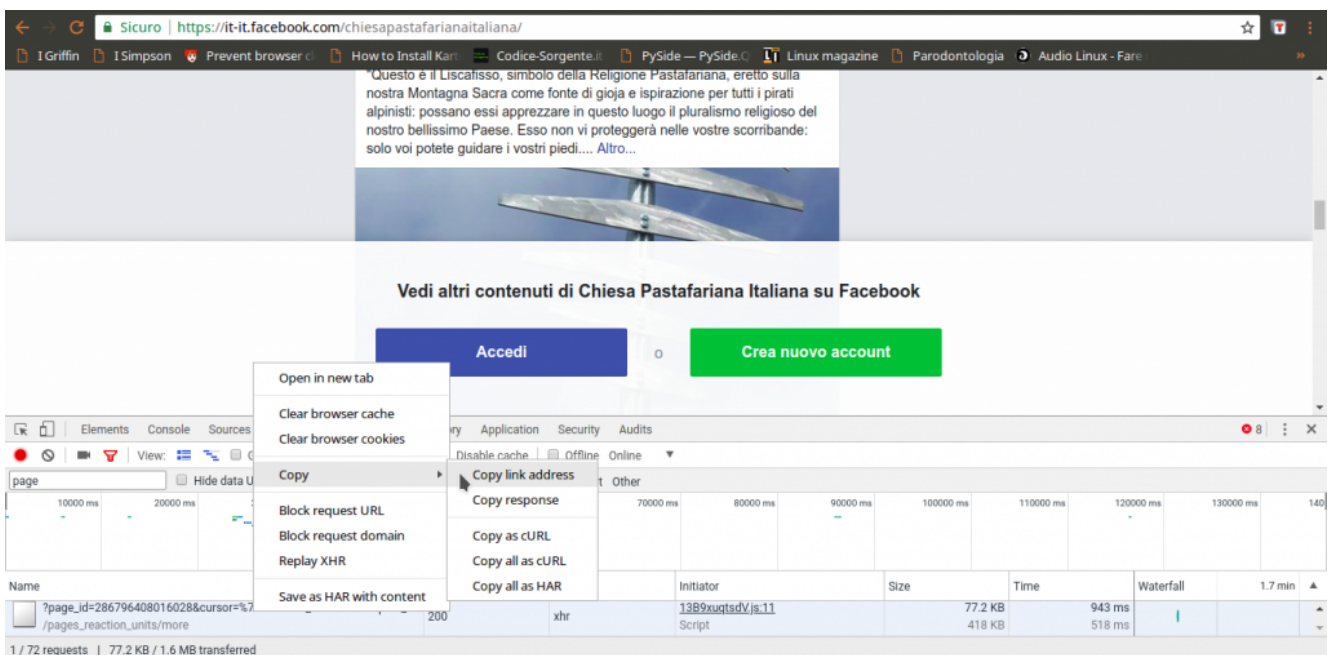 Sicuro | https://it-it.facebook.com/chiesapastafarianaitaliana/
I Griffin I Simpson Prevent browser c How to Install Kart Codice-Sorgente.it PySide — PySide.Q Linux magazine Parodontologia Audio Linux - Fare
"Questo è il Liscafisso, simbolo della Religione Pastafariana, eretto sulla
nostra Montagna Sacra come fonte di gioja e ispirazione per tutti i pirati
alpinisti: possano essi apprezzare in questo luogo il pluralismo religioso del
nostro bellissimo Paese. Esso non vi proteggerà nelle vostre scorribande:
solo voi potete guidare i vostri piedi.... Altro...
Vedi altri contenuti di Chiesa Pastafariana Italiana su Facebook
Accedi o Crea nuovo account
Open in new tab
Clear browser cache
Clear browser cookies
Copy
Block request URL
Block request domain
Replay XHR
Save as HAR with content
Copy link address
Copy response
Copy as cURL
Copy all as cURL
Copy all as HAR
Elements Console Sources ry Application Security Audits 8
View: Disable cache Offline Online
page Hide data U t Other
10000 ms 20000 ms 70000 ms 80000 ms 90000 ms 100000 ms 110000 ms 120000 ms 130000 ms 140
Name Initiator Size Time Waterfall 1.7 min
?page_id=286796408016028&cursor=%7 200 xhr 13B9xuqtsdV.js:11 77.2 KB 943 ms
/pages_reaction_units/more Script 418 KB 518 ms
1 / 72 requests | 77.2 KB / 1.6 MB transferred